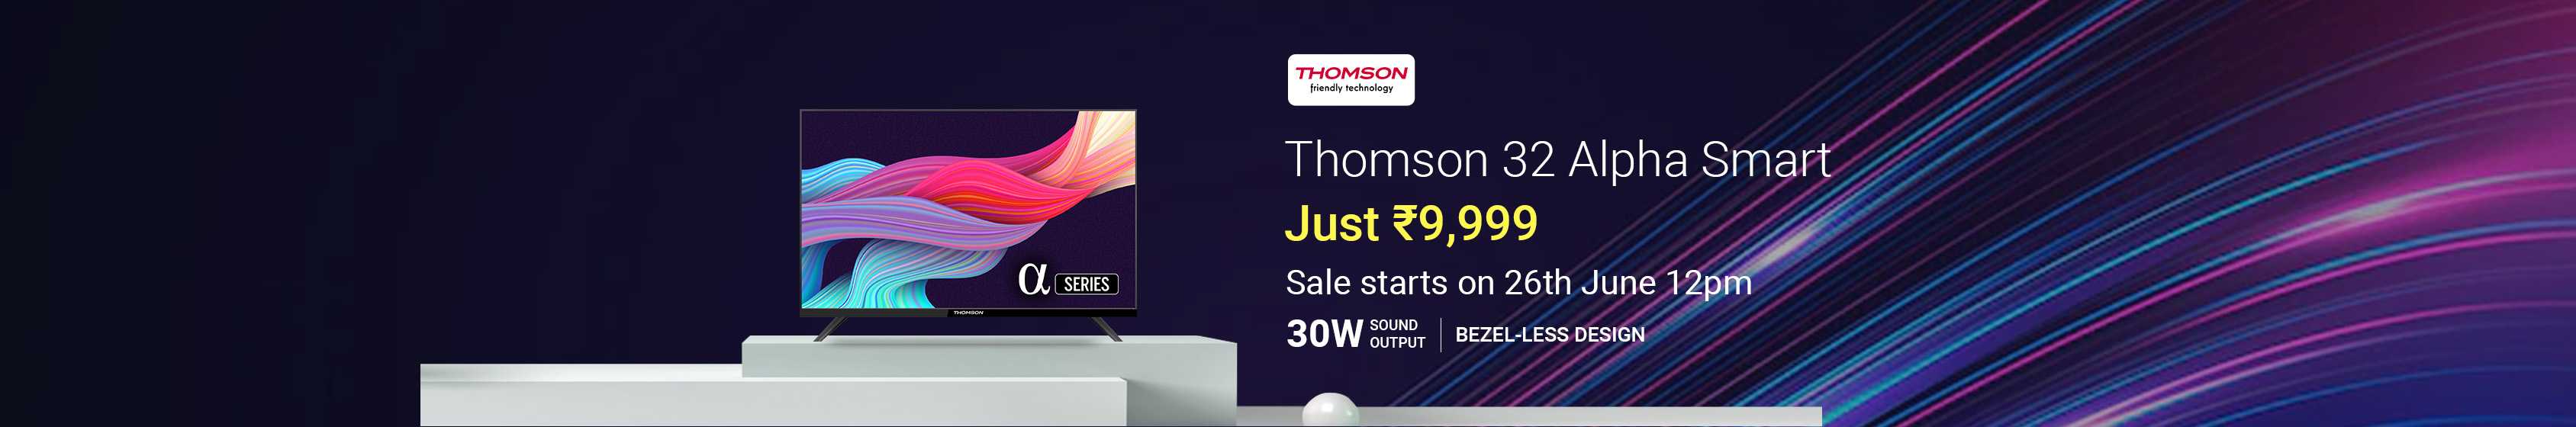 THOMSON
friendly technology
Thomson 32 Alpha Smart
Just ₹9,999
Sale starts on 26th June 12pm
30W SOUND OUTPUT | BEZEL-LESS DESIGN
α SERIES
THOMSON